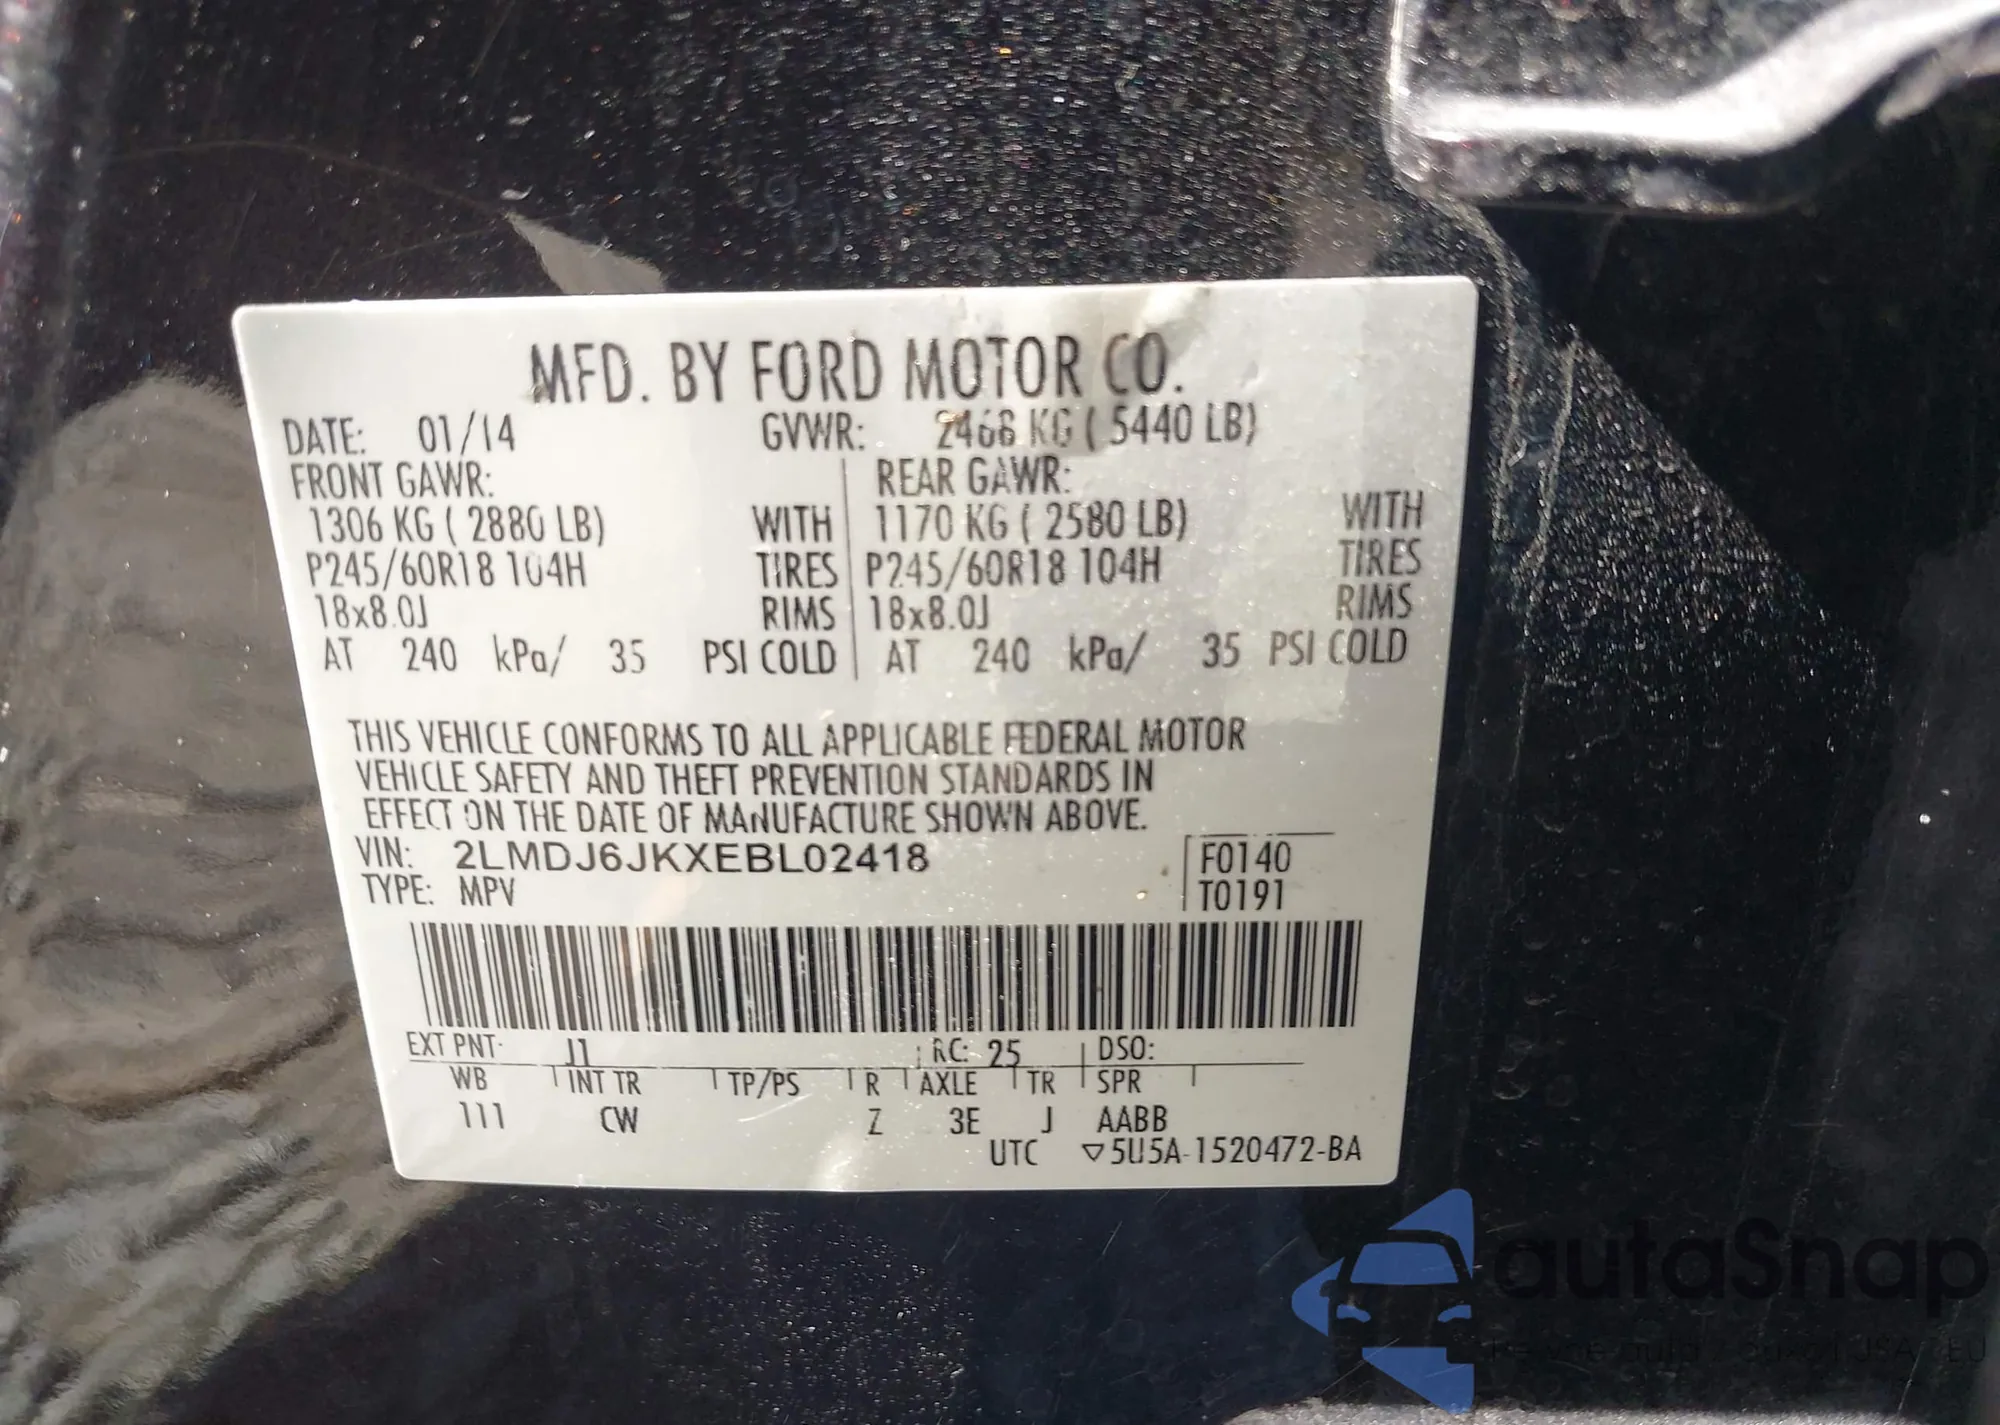 MFD. BY FORD MOTOR CO.
DATE: 01/14 GVWR: 2468 KG ( 5440 LB)
FRONT GAWR: REAR GAWR:
1306 KG ( 2880 LB) WITH 1170 KG ( 2580 LB) WITH
P245/60R18 104H TIRES P245/60R18 104H TIRES
18x8.0J RIMS 18x8.0J RIMS
AT 240 kPa/ 35 PSI COLD AT 240 kPa/ 35 PSI COLD
THIS VEHICLE CONFORMS TO ALL APPLICABLE FEDERAL MOTOR
VEHICLE SAFETY AND THEFT PREVENTION STANDARDS IN
EFFECT ON THE DATE OF MANUFACTURE SHOWN ABOVE.
VIN: 2LMDJ6JKXEBL02418 F0140
TYPE: MPV T0191
EXT PNT: J1 RC: 25 DSO:
WB INT TR TP/PS R AXLE TR SPR
111 CW Z 3E J AABB
UTC ▽5U5A-1520472-BA
autaSnap